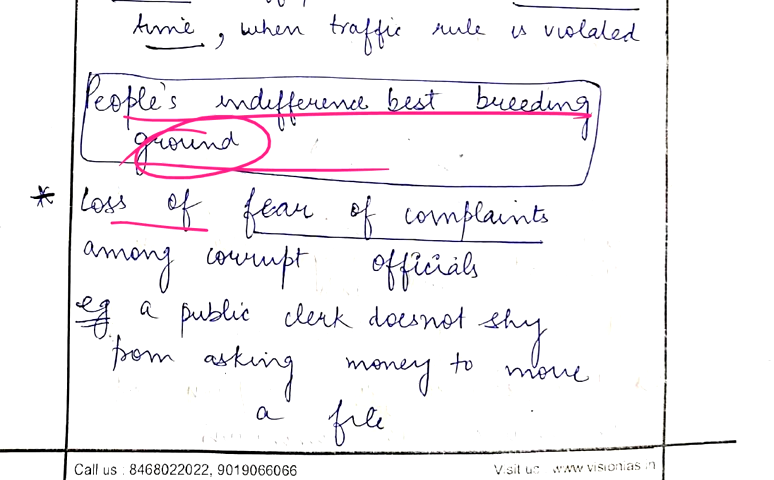 time, when traffic rule is violated
People's indifference best breeding
ground
* loss of fear of complaints
among corrupt officials
eg a public clerk doesnot shy
from asking money to move
a file
Call us : 8468022022, 9019066066
Visit us : www.visionias.in